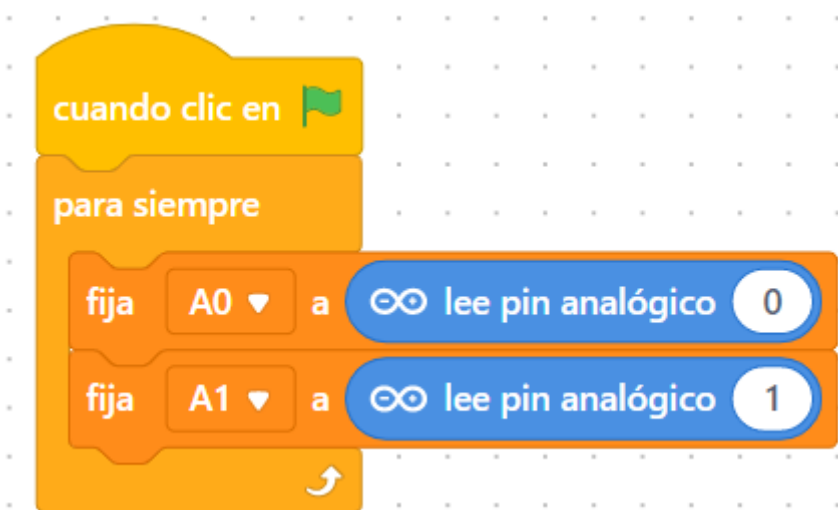 cuando clic en
para siempre
fija A0 a lee pin analógico 0
fija A1 a lee pin analógico 1